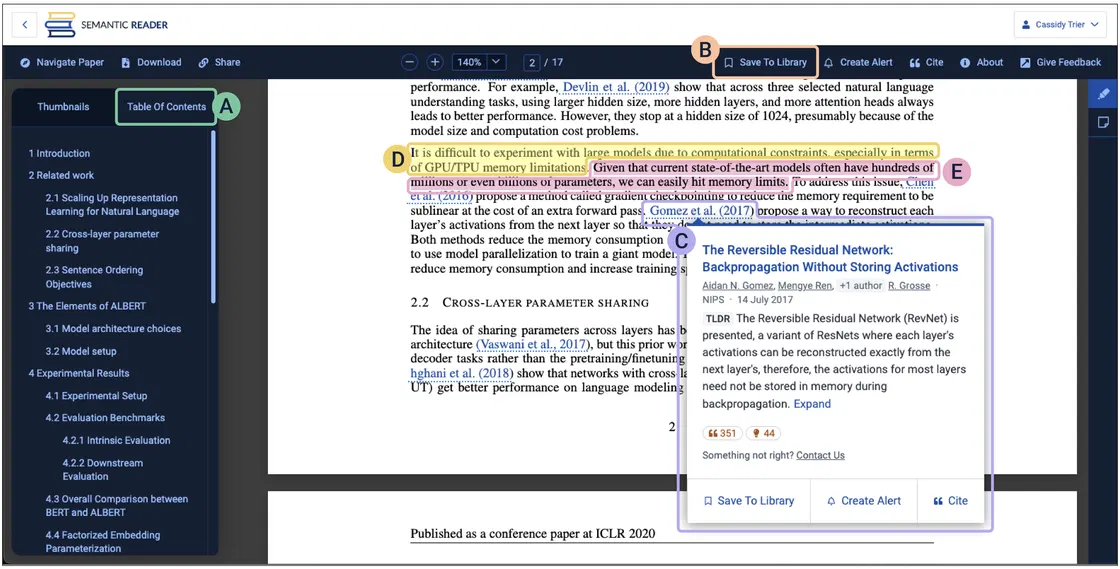 SEMANTIC READER
Cassidy Trier
Navigate Paper
Download
Share
140%
2 / 17
B
Save To Library
Create Alert
Cite
About
Give Feedback
Thumbnails
Table Of Contents
A
1 Introduction
2 Related work
2.1 Scaling Up Representation
Learning for Natural Language
2.2 Cross-layer parameter
sharing
2.3 Sentence Ordering
Objectives
3 The Elements of ALBERT
3.1 Model architecture choices
3.2 Model setup
4 Experimental Results
4.1 Experimental Setup
4.2 Evaluation Benchmarks
4.2.1 Intrinsic Evaluation
4.2.2 Downstream
Evaluation
4.3 Overall Comparison between
BERT and ALBERT
4.4 Factorized Embedding
Parameterization
performance. For example, Devlin et al. (2019) show that across three selected natural language
understanding tasks, using larger hidden size, more hidden layers, and more attention heads always
leads to better performance. However, they stop at a hidden size of 1024, presumably because of the
model size and computation cost problems.
D
It is difficult to experiment with large models due to computational constraints, especially in terms
of GPU/TPU memory limitations. Given that current state-of-the-art models often have hundreds of
E
millions or even billions of parameters, we can easily hit memory limits. To address this issue, Chen
et al. (2016) propose a method called gradient checkpointing to reduce the memory requirement to be
sublinear at the cost of an extra forward pass. Gomez et al. (2017) propose a way to reconstruct each
layer's activations from the next layer so that they do not need to store the intermediate activations.
Both methods reduce the memory consumption
to use model parallelization to train a giant model.
reduce memory consumption and increase training
2.2 CROSS-LAYER PARAMETER SHARING
The idea of sharing parameters across layers has
architecture (Vaswani et al., 2017), but this prior
decoder tasks rather than the pretraining/finetuning
hghani et al. (2018) show that networks with
UT) get better performance on language modeling
2
C
The Reversible Residual Network:
Backpropagation Without Storing Activations
Aidan N. Gomez, Mengye Ren, +1 author R. Grosse ·
NIPS · 14 July 2017
TLDR The Reversible Residual Network (RevNet) is
presented, a variant of ResNets where each layer's
activations can be reconstructed exactly from the
next layer's, therefore, the activations for most layers
need not be stored in memory during
backpropagation. Expand
351
44
Something not right? Contact Us
Save To Library
Create Alert
Cite
Published as a conference paper at ICLR 2020